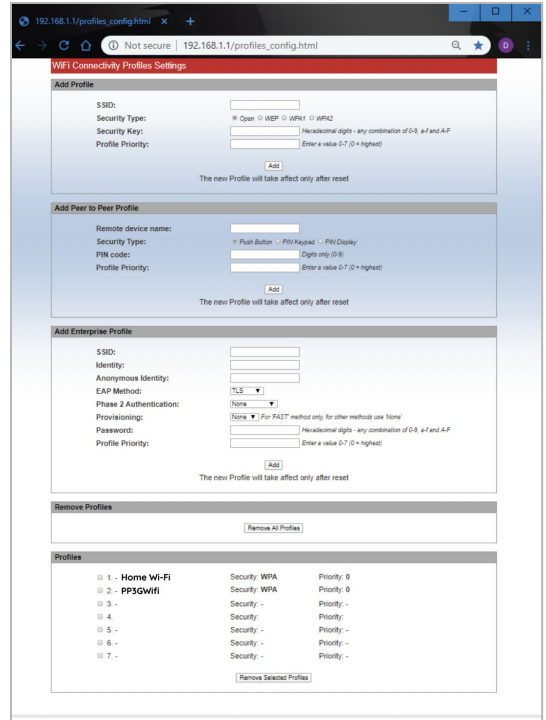 192.168.1.1/profiles_config.html
Not secure | 192.168.1.1/profiles_config.html
D
WiFi Connectivity Profiles Settings
Add Profile
SSID:
Security Type: Open WEP WPA1 WPA2
Security Key: Hexadecimal digits - any combination of 0-9, a-f and A-F
Profile Priority: Enter a value 0-7 (0 = highest)
Add
The new Profile will take affect only after reset
Add Peer to Peer Profile
Remote device name:
Security Type: Push Button PIN Keypad PIN Display
PIN code: Digits only (0-9)
Profile Priority: Enter a value 0-7 (0 = highest)
Add
The new Profile will take affect only after reset
Add Enterprise Profile
SSID:
Identity:
Anonymous Identity:
EAP Method: TLS
Phase 2 Authentication: None
Provisioning: None For 'FAST' method only, for other methods use 'None'
Password: Hexadecimal digits - any combination of 0-9, a-f and A-F
Profile Priority: Enter a value 0-7 (0 = highest)
Add
The new Profile will take affect only after reset
Remove Profiles
Remove All Profiles
Profiles
1. - Home Wi-Fi Security: WPA Priority: 0
2. - PP3GWifi Security: WPA Priority: 0
3. - Security: - Priority: -
4. Security: Priority:
5. - Security: - Priority: -
6. - Security: - Priority: -
7. - Security: - Priority: -
Remove Selected Profiles